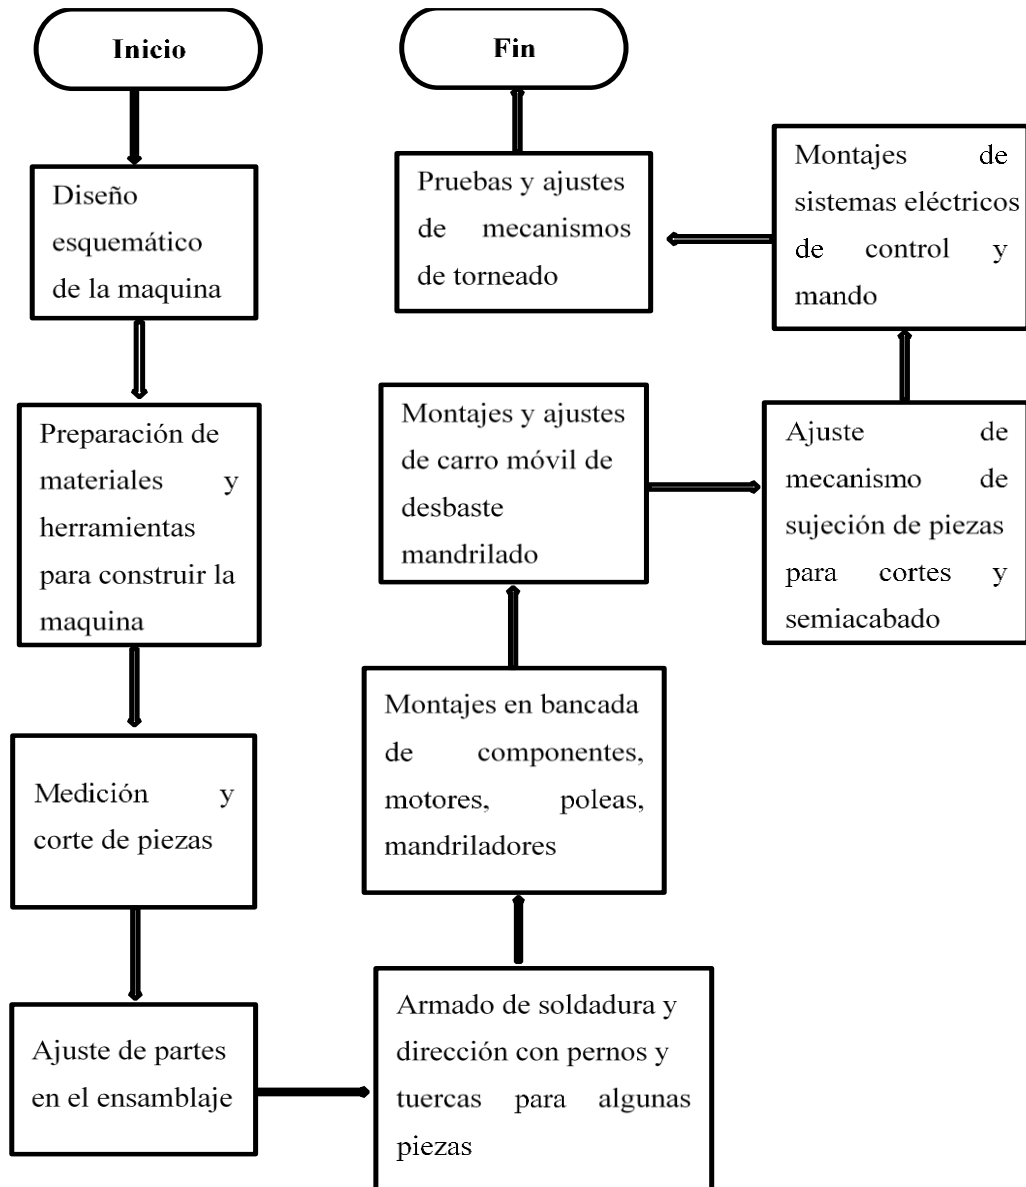 Inicio
Diseño
esquemático
de la maquina
Preparación de
materiales y
herramientas
para construir la
maquina
Medición y
corte de piezas
Ajuste de partes
en el ensamblaje
Armado de soldadura y
dirección con pernos y
tuercas para algunas
piezas
Montajes en bancada
de componentes,
motores, poleas,
mandriladores
Montajes y ajustes
de carro móvil de
desbaste
mandrilado
Ajuste de
mecanismo de
sujeción de piezas
para cortes y
semiacabado
Montajes de
sistemas eléctricos
de control y
mando
Pruebas y ajustes
de mecanismos
de torneado
Fin